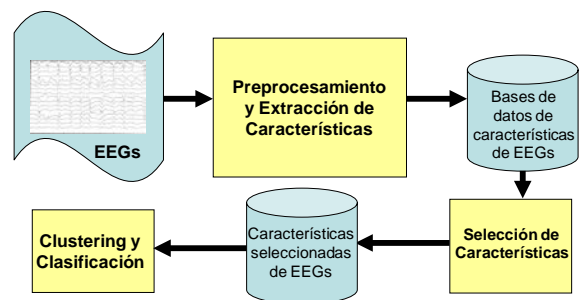 EEGs
Preprocesamiento
y Extracción de
Características
Bases de
datos de
características
de EEGs
Selección de
Características
Características
seleccionadas
de EEGs
Clustering y
Clasificación